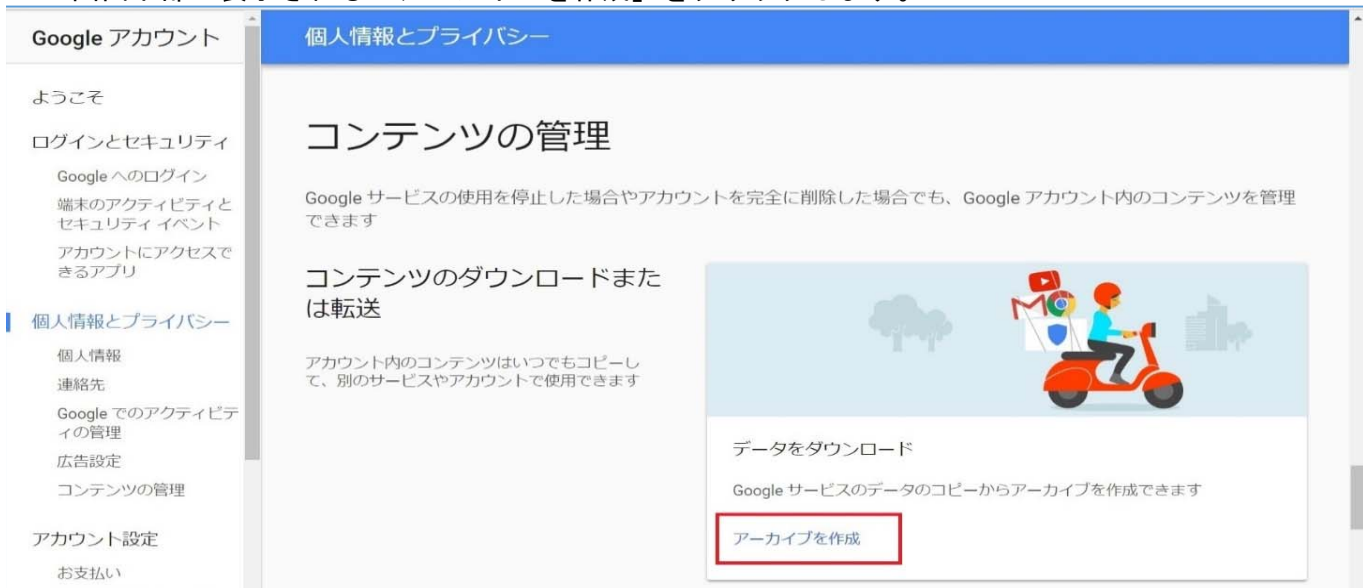 Google アカウント
個人情報とプライバシー
ようこそ
ログインとセキュリティ
Google へのログイン
端末のアクティビティと
セキュリティ イベント
アカウントにアクセスで
きるアプリ
個人情報とプライバシー
個人情報
連絡先
Google でのアクティビテ
ィの管理
広告設定
コンテンツの管理
アカウント設定
お支払い
コンテンツの管理
Google サービスの使用を停止した場合やアカウントを完全に削除した場合でも、Google アカウント内のコンテンツを管理
できます
コンテンツのダウンロードまた
は転送
アカウント内のコンテンツはいつでもコピーし
て、別のサービスやアカウントで使用できます
データをダウンロード
Google サービスのデータのコピーからアーカイブを作成できます
アーカイブを作成